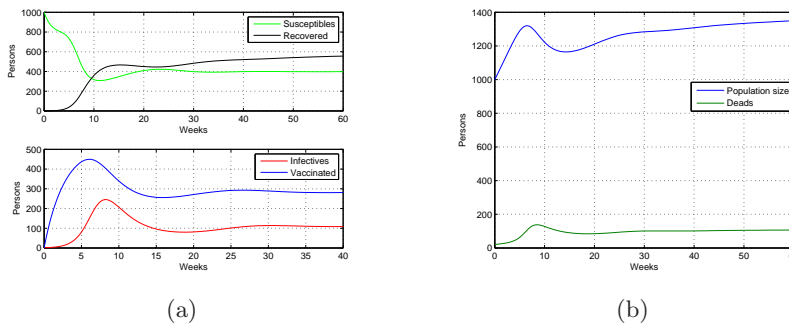 1000
800
600
400
200
0
Persons
Susceptibles
Recovered
0 10 20 30 40 50 60
Weeks
500
400
300
200
100
0
Persons
Infectives
Vaccinated
0 5 10 15 20 25 30 35 40
Weeks
(a)
1400
1200
1000
800
600
400
200
0
Persons
Population size
Deads
0 10 20 30 40 50
Weeks
(b)